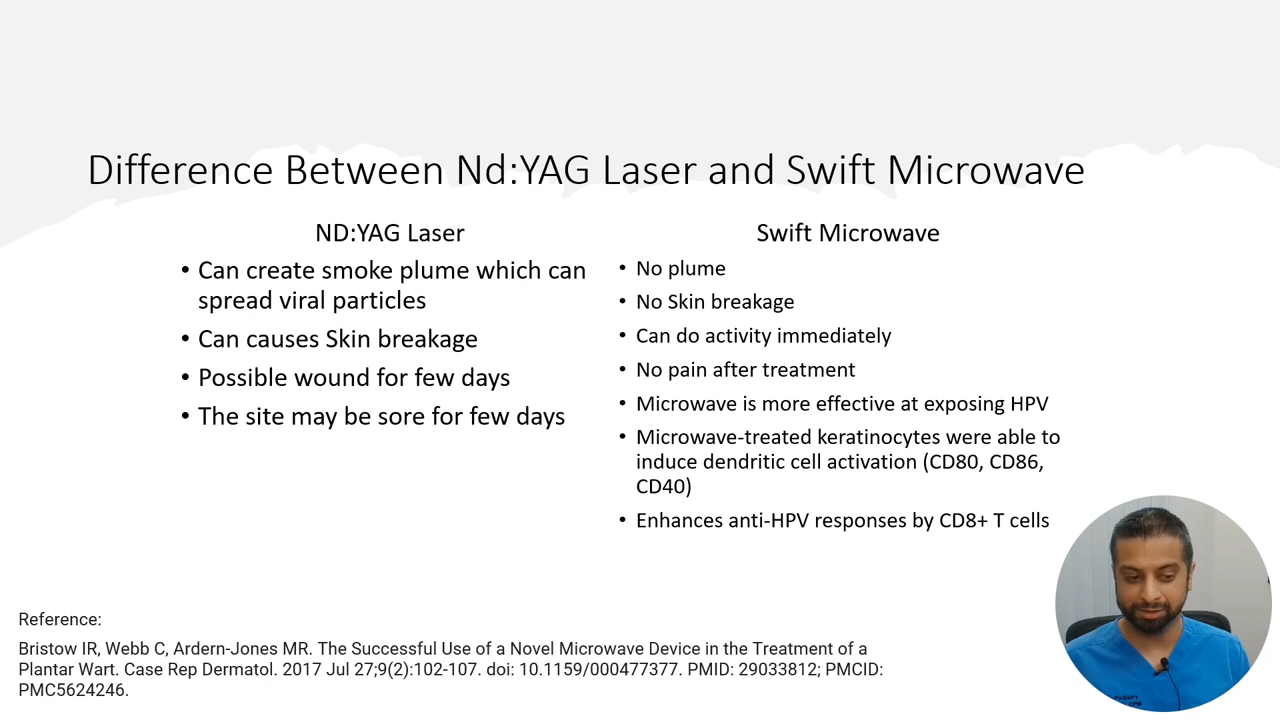 Difference Between Nd:YAG Laser and Swift Microwave
ND:YAG Laser
• Can create smoke plume which can
spread viral particles
• Can causes Skin breakage
• Possible wound for few days
• The site may be sore for few days
Swift Microwave
• No plume
• No Skin breakage
• Can do activity immediately
• No pain after treatment
• Microwave is more effective at exposing HPV
• Microwave-treated keratinocytes were able to
induce dendritic cell activation (CD80, CD86,
CD40)
• Enhances anti-HPV responses by CD8+ T cells
Reference:
Bristow IR, Webb C, Ardern-Jones MR. The Successful Use of a Novel Microwave Device in the Treatment of a
Plantar Wart. Case Rep Dermatol. 2017 Jul 27;9(2):102-107. doi: 10.1159/000477377. PMID: 29033812; PMCID:
PMC5624246.